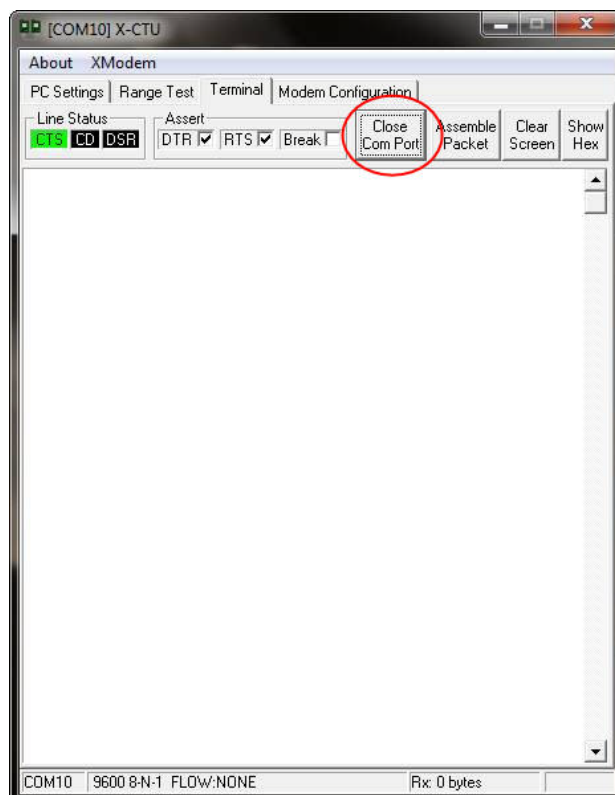 [COM10] X-CTU
About XModem
PC Settings Range Test Terminal Modem Configuration
Line Status Assert
CTS CD DSR DTR RTS Break
Close Com Port
Assemble Packet
Clear Screen
Show Hex
COM10 9600 8-N-1 FLOW:NONE Rx: 0 bytes